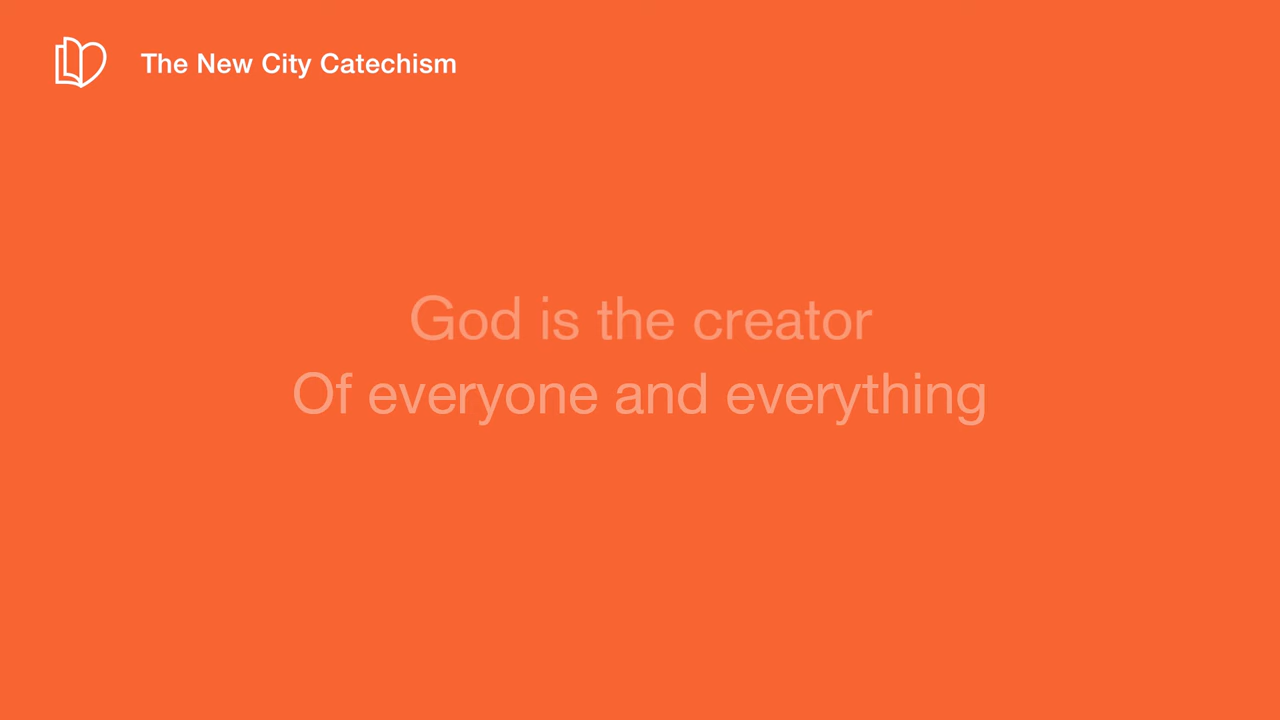 The New City Catechism
God is the creator
Of everyone and everything